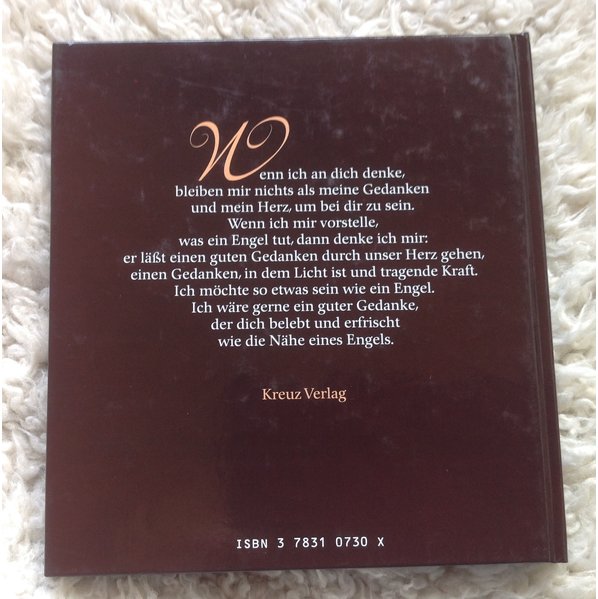 Wenn ich an dich denke,
bleiben mir nichts als meine Gedanken
und mein Herz, um bei dir zu sein.
Wenn ich mir vorstelle,
was ein Engel tut, dann denke ich mir:
er läßt einen guten Gedanken durch unser Herz gehen,
einen Gedanken, in dem Licht ist und tragende Kraft.
Ich möchte so etwas sein wie ein Engel.
Ich wäre gerne ein guter Gedanke,
der dich belebt und erfrischt
wie die Nähe eines Engels.
Kreuz Verlag
ISBN 3 7831 0730 X